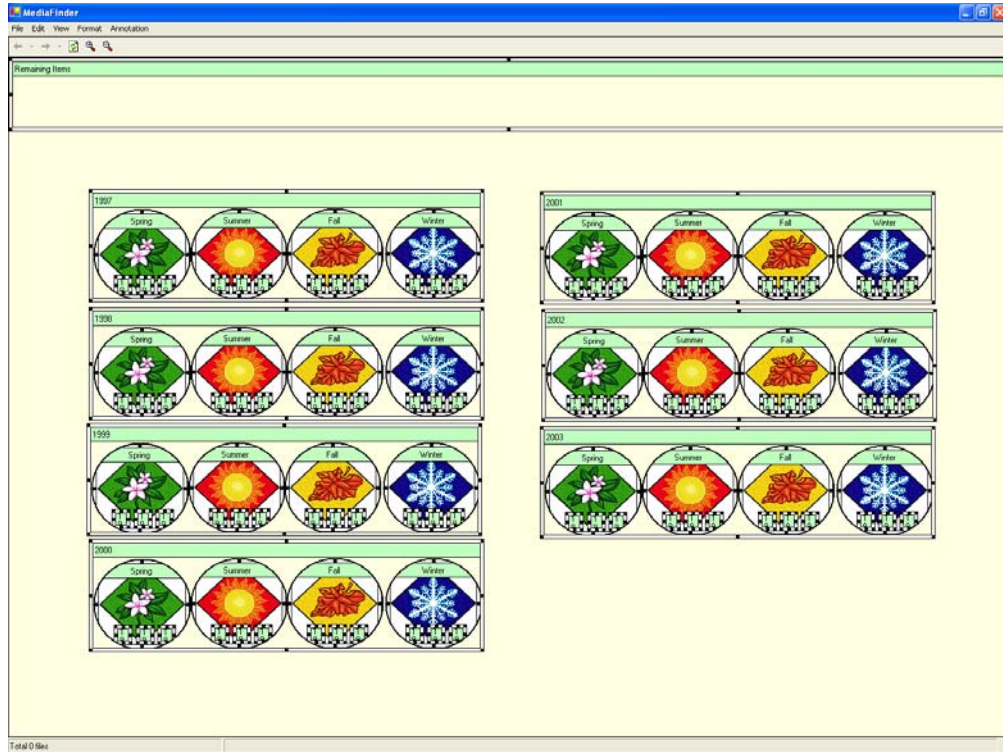 MediaFinder
File Edit View Format Annotation
Remaining Items
1997
Spring Summer Fall Winter
1998
Spring Summer Fall Winter
1999
Spring Summer Fall Winter
2000
Spring Summer Fall Winter
2001
Spring Summer Fall Winter
2002
Spring Summer Fall Winter
2003
Spring Summer Fall Winter
Total 0 files